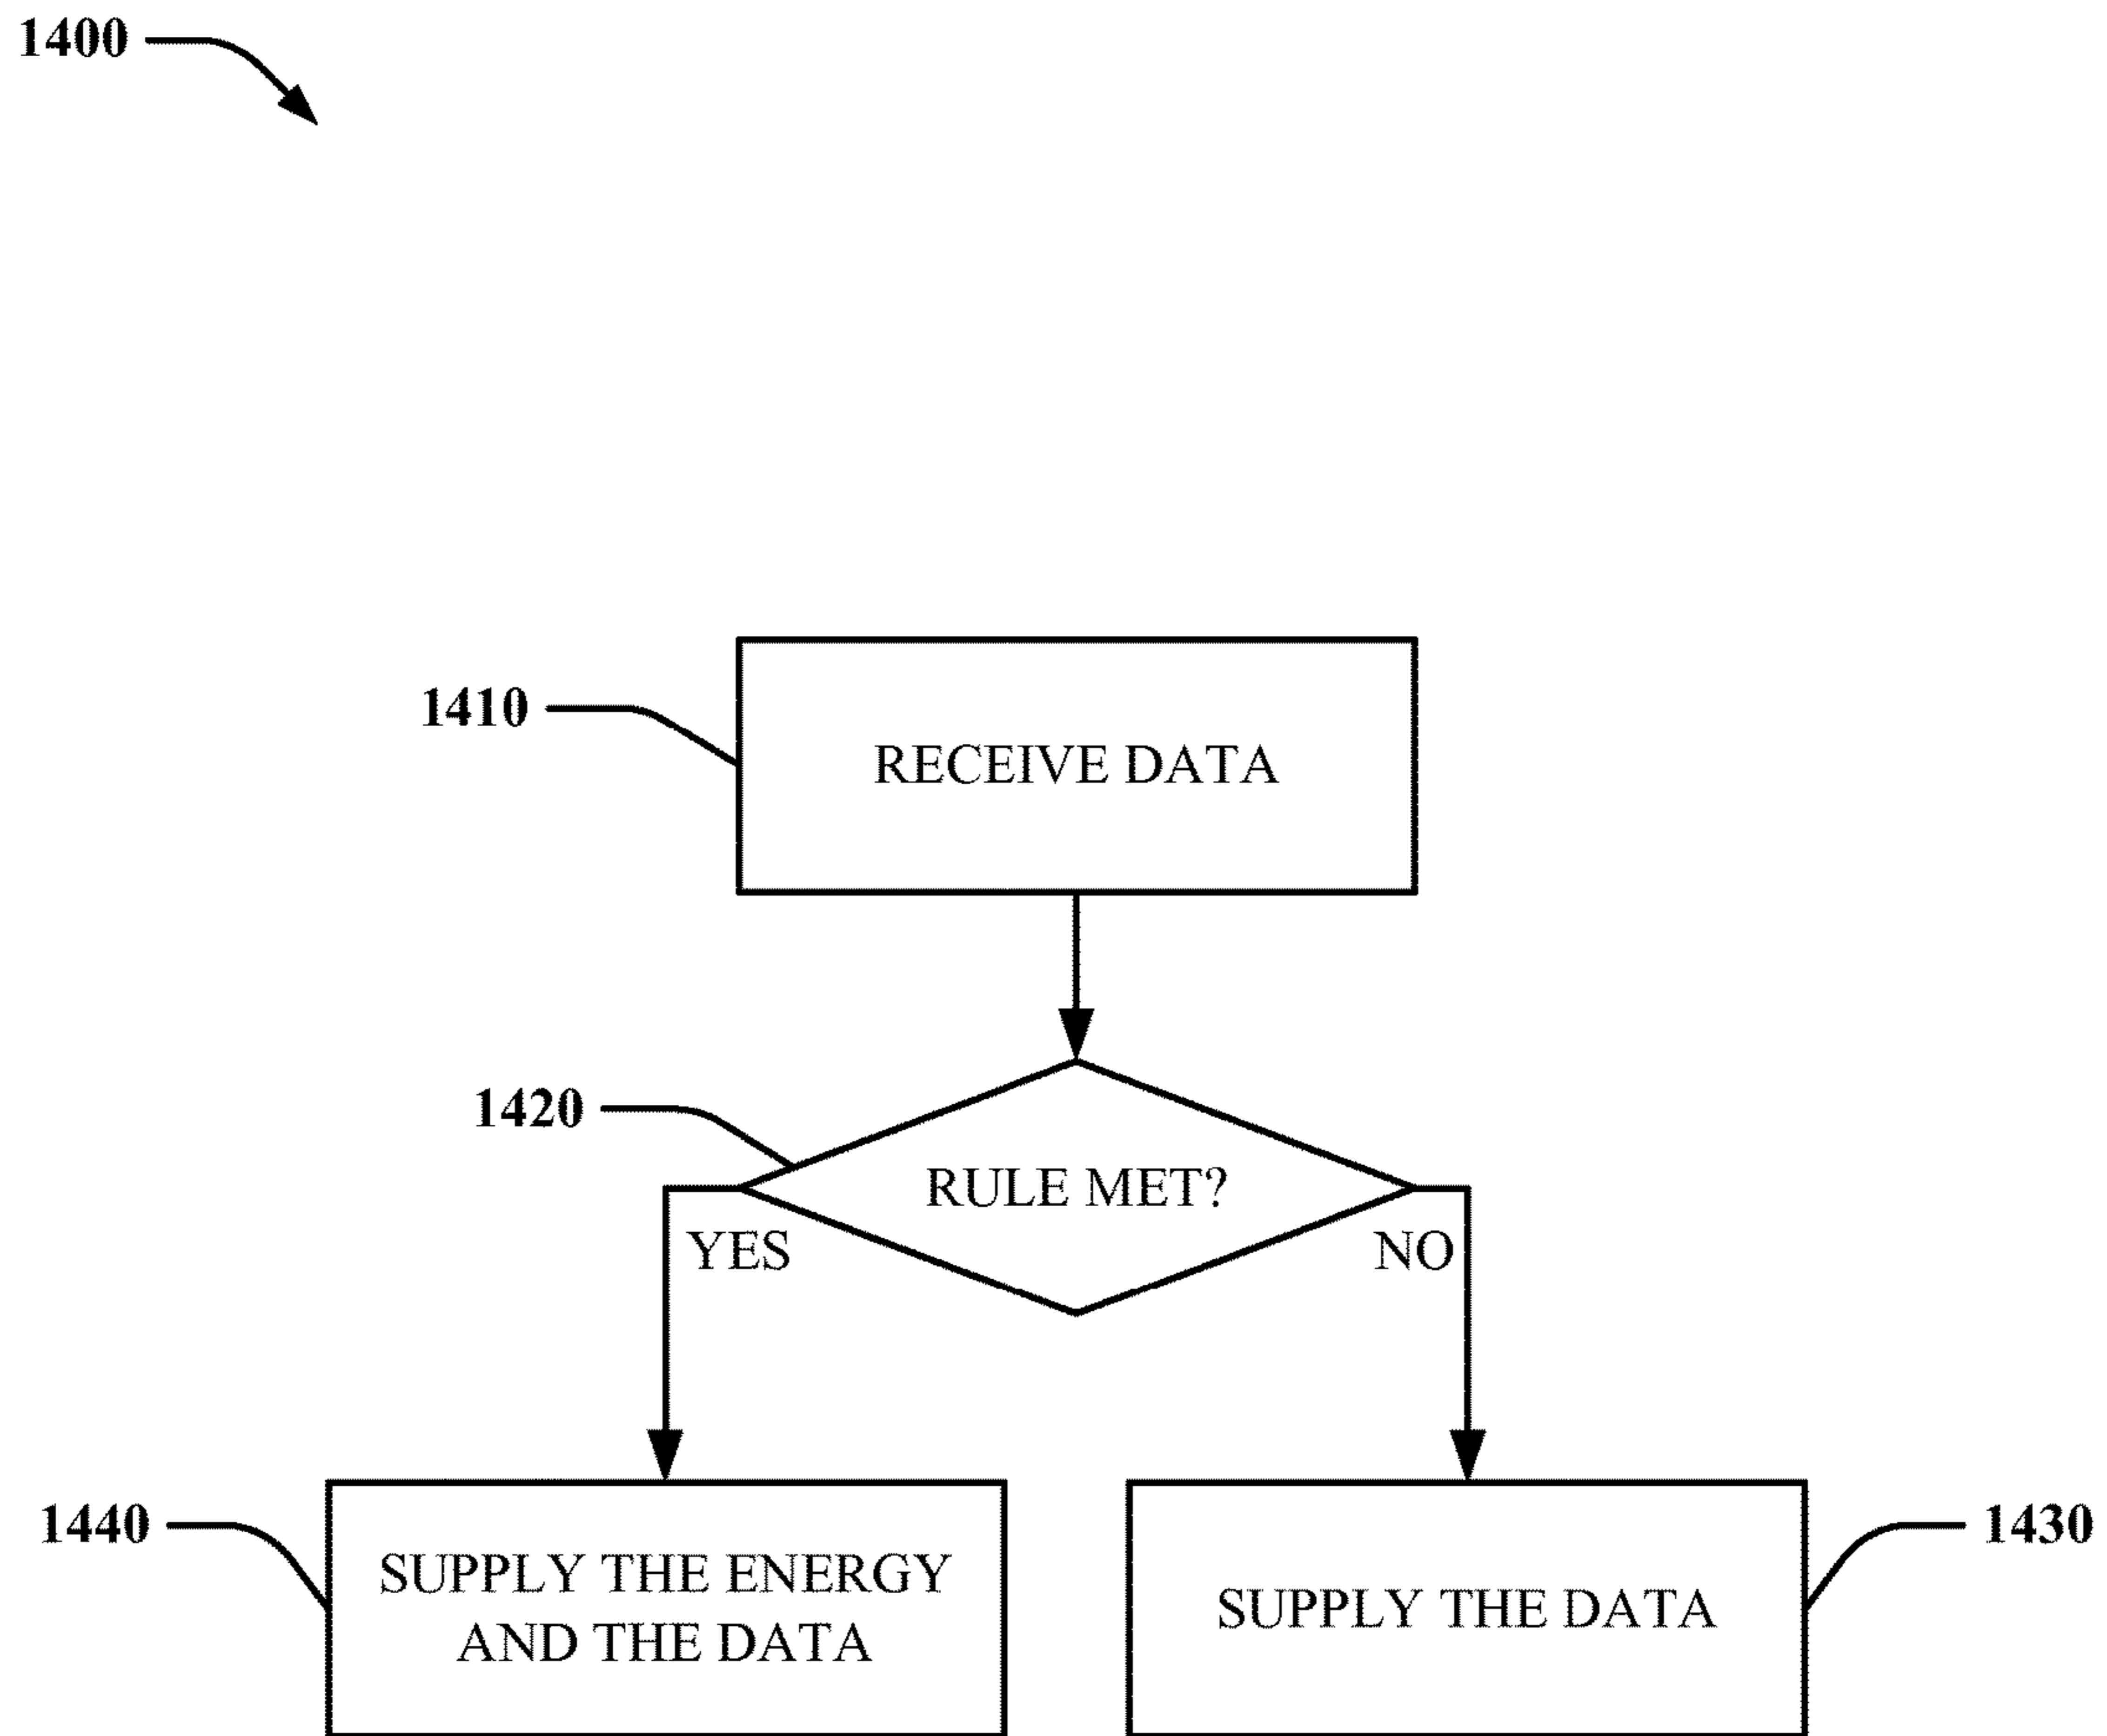 1400
1410
RECEIVE DATA
1420
RULE MET?
YES
NO
1440
SUPPLY THE ENERGY
AND THE DATA
SUPPLY THE DATA
1430